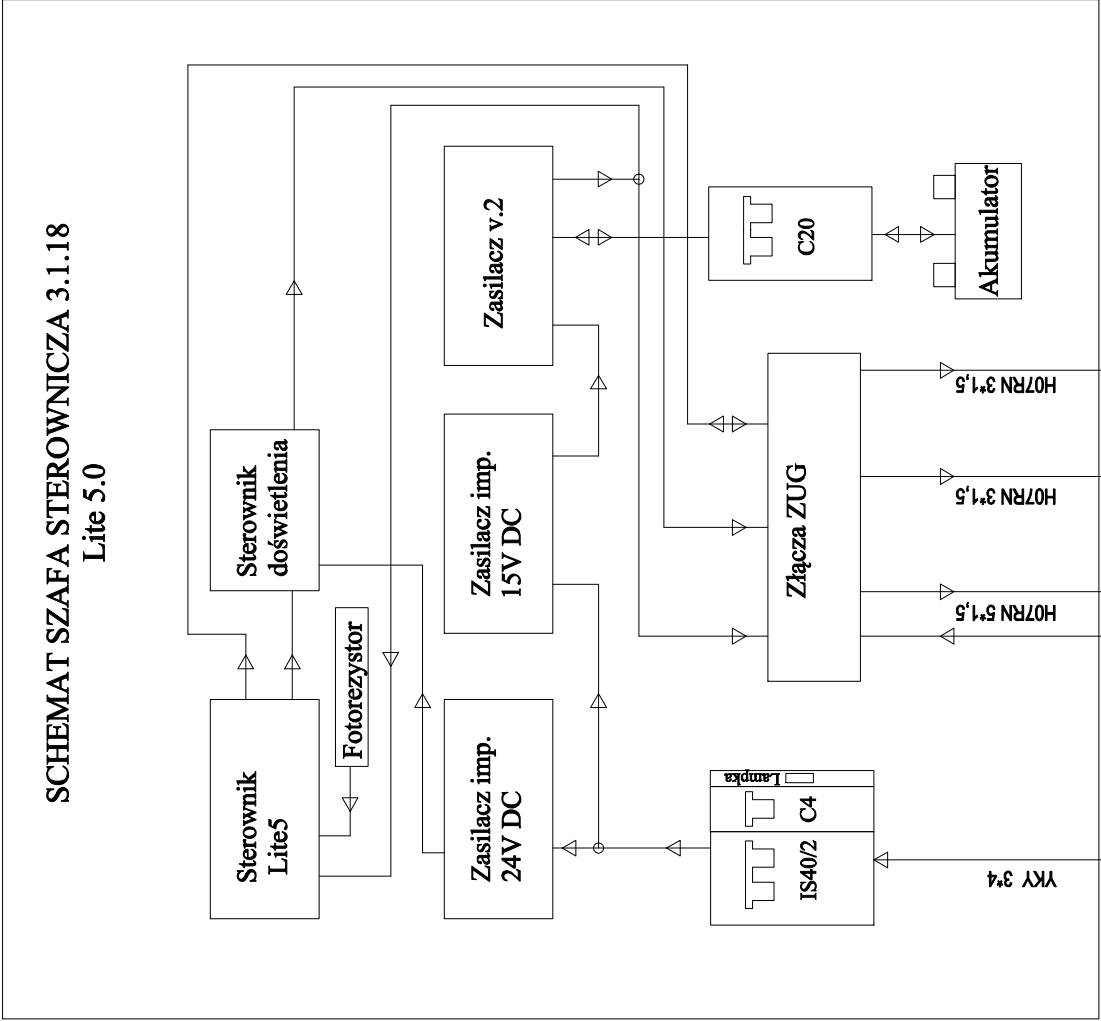 SCHEMAT SZAFA STEROWNICZA 3.1.18
Lite 5.0
Sterownik
Lite5
Fotorezystor
Sterownik
doświetlenia
Zasilacz imp.
24V DC
Zasilacz imp.
15V DC
Zasilacz v.2
IS40/2
C4
Lampka
Złącza ZUG
C20
Akumulator
YKY 3*4
H07RN 5*1,5
H07RN 3*1,5
H07RN 3*1,5